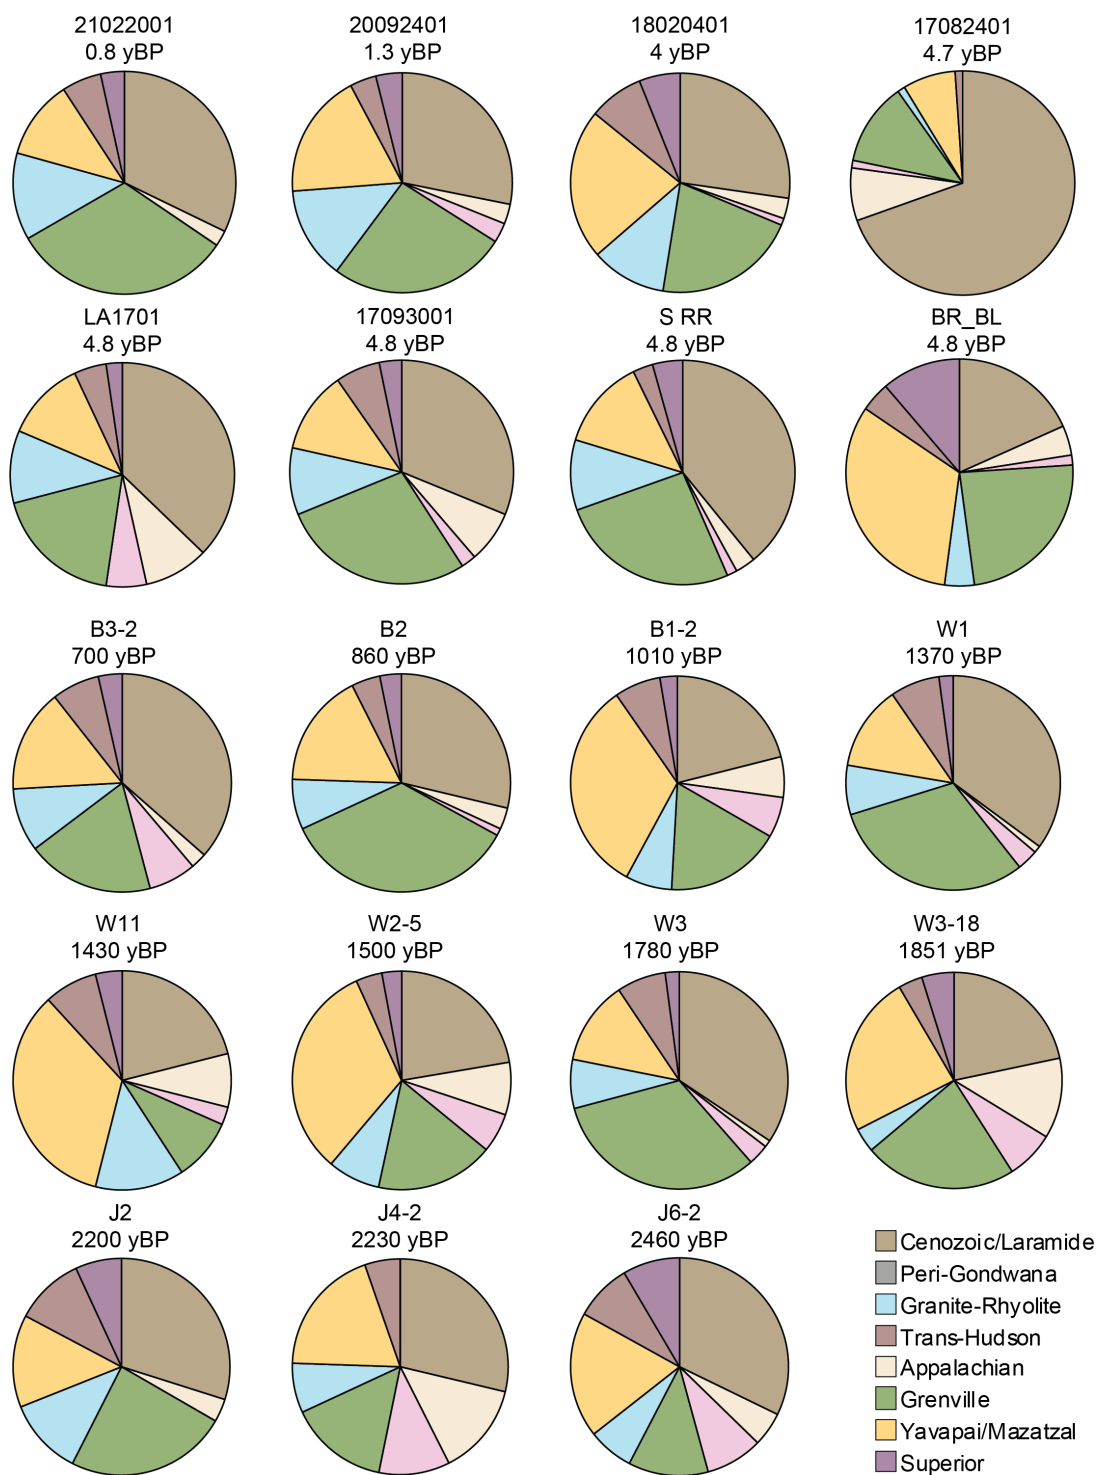 21022001
0.8 yBP
20092401
1.3 yBP
18020401
4 yBP
17082401
4.7 yBP
LA1701
4.8 yBP
17093001
4.8 yBP
S RR
4.8 yBP
BR_BL
4.8 yBP
B3-2
700 yBP
B2
860 yBP
B1-2
1010 yBP
W1
1370 yBP
W11
1430 yBP
W2-5
1500 yBP
W3
1780 yBP
W3-18
1851 yBP
J2
2200 yBP
J4-2
2230 yBP
J6-2
2460 yBP
Cenozoic/Laramide
Peri-Gondwana
Granite-Rhyolite
Trans-Hudson
Appalachian
Grenville
Yavapai/Mazatzal
Superior